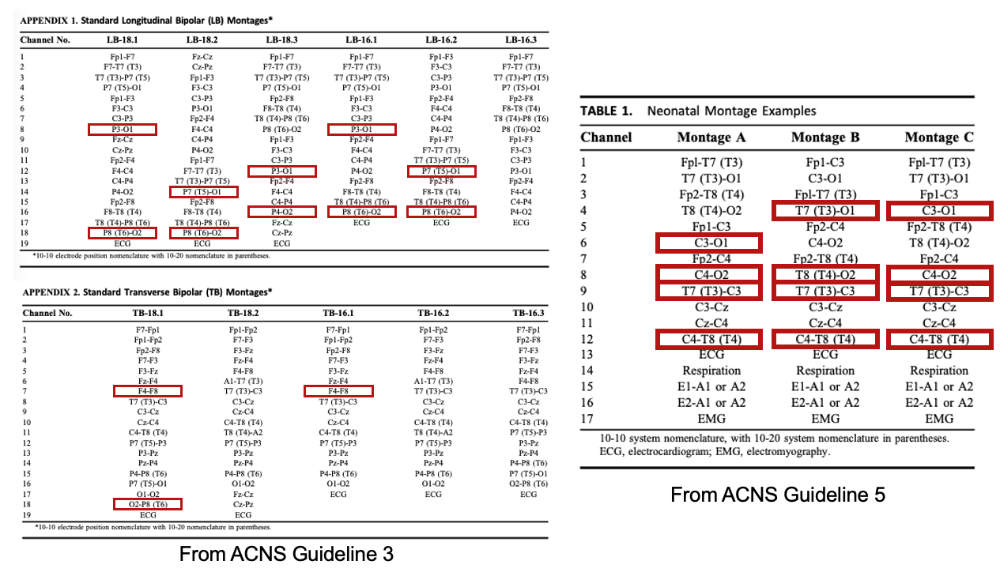 APPENDIX 1. Standard Longitudinal Bipolar (LB) Montages*
Channel No. LB-18.1 LB-18.2 LB-18.3 LB-16.1 LB-16.2 LB-16.3
1 Fp1-F7 Fz-Cz Fp1-F7 Fp1-F7 Fp1-F3 Fp1-F7
2 F7-T7 (T3) Cz-Pz F7-T7 (T3) F7-T7 (T3) F3-C3 F7-T7 (T3)
3 T7 (T3)-P7 (T5) Fp1-F3 T7 (T3)-P7 (T5) T7 (T3)-P7 (T5) C3-P3 T7 (T3)-P7 (T5)
4 P7 (T5)-O1 F3-C3 P7 (T5)-O1 P7 (T5)-O1 P3-O1 P7 (T5)-O1
5 Fp1-F3 C3-P3 Fp2-F8 Fp1-F3 Fp2-F4 Fp2-F8
6 F3-C3 P3-O1 F8-T8 (T4) F3-C3 F4-C4 F8-T8 (T4)
7 C3-P3 Fp2-F4 T8 (T4)-P8 (T6) C3-P3 C4-P4 T8 (T4)-P8 (T6)
8 P3-O1 F4-C4 P8 (T6)-O2 P3-O1 P4-O2 P8 (T6)-O2
9 Fz-Cz C4-P4 Fp1-F3 Fp2-F4 Fp1-F7 Fp1-F3
10 Cz-Pz P4-O2 F3-C3 F4-C4 F7-T7 (T3) F3-C3
11 Fp2-F4 Fp1-F7 C3-P3 C4-P4 T7 (T3)-P7 (T5) C3-P3
12 F4-C4 F7-T7 (T3) P3-O1 P4-O2 P7 (T5)-O1 P3-O1
13 C4-P4 T7 (T3)-P7 (T5) Fp2-F4 Fp2-F8 Fp2-F8 Fp2-F4
14 P4-O2 P7 (T5)-O1 F4-C4 F8-T8 (T4) F8-T8 (T4) F4-C4
15 Fp2-F8 Fp2-F8 C4-P4 T8 (T4)-P8 (T6) T8 (T4)-P8 (T6) C4-P4
16 F8-T8 (T4) F8-T8 (T4) P4-O2 P8 (T6)-O2 P8 (T6)-O2 P4-O2
17 T8 (T4)-P8 (T6) T8 (T4)-P8 (T6) Fz-Cz ECG ECG ECG
18 P8 (T6)-O2 P8 (T6)-O2 Cz-Pz
19 ECG ECG ECG
*10-10 electrode position nomenclature with 10-20 nomenclature in parentheses.
APPENDIX 2. Standard Transverse Bipolar (TB) Montages*
Channel No. TB-18.1 TB-18.2 TB-16.1 TB-16.2 TB-16.3
1 F7-Fp1 Fp1-Fp2 F7-Fp1 Fp1-Fp2 F7-Fp1
2 Fp1-Fp2 F7-F3 Fp1-Fp2 F7-F3 Fp2-F8
3 Fp2-F8 F3-Fz Fp2-F8 F3-Fz F7-F3
4 F7-F3 Fz-F4 F7-F3 Fz-F4 F3-Fz
5 F3-Fz F4-F8 F3-Fz F4-F8 Fz-F4
6 Fz-F4 A1-T7 (T3) Fz-F4 A1-T7 (T3) F4-F8
7 F4-F8 T7 (T3)-C3 F4-F8 T7 (T3)-C3 T7 (T3)-C3
8 T7 (T3)-C3 C3-Cz T7 (T3)-C3 C3-Cz C3-Cz
9 C3-Cz Cz-C4 C3-Cz Cz-C4 Cz-C4
10 Cz-C4 C4-T8 (T4) Cz-C4 C4-T8 (T4) C4-T8 (T4)
11 C4-T8 (T4) T8 (T4)-A2 C4-T8 (T4) T8 (T4)-A2 P7 (T5)-P3
12 P7 (T5)-P3 P7 (T5)-P3 P7 (T5)-P3 P7 (T5)-P3 P3-Pz
13 P3-Pz P3-Pz P3-Pz P3-Pz Pz-P4
14 Pz-P4 Pz-P4 Pz-P4 Pz-P4 P4-P8 (T6)
15 P4-P8 (T6) P4-P8 (T6) P4-P8 (T6) P4-P8 (T6) P7 (T5)-O1
16 P7 (T5)-O1 O1-O2 O1-O2 O1-O2 O2-P8 (T6)
17 O1-O2 Fz-Cz ECG ECG ECG
18 O2-P8 (T6) Cz-Pz
19 ECG ECG
*10-10 electrode position nomenclature with 10-20 nomenclature in parentheses.
From ACNS Guideline 3
TABLE 1. Neonatal Montage Examples
Channel Montage A Montage B Montage C
1 Fpl-T7 (T3) Fp1-C3 Fpl-T7 (T3)
2 T7 (T3)-O1 C3-O1 T7 (T3)-O1
3 Fp2-T8 (T4) Fpl-T7 (T3) Fp1-C3
4 T8 (T4)-O2 T7 (T3)-O1 C3-O1
5 Fp1-C3 Fp2-C4 Fp2-T8 (T4)
6 C3-O1 C4-O2 T8 (T4)-O2
7 Fp2-C4 Fp2-T8 (T4) Fp2-C4
8 C4-O2 T8 (T4)-O2 C4-O2
9 T7 (T3)-C3 T7 (T3)-C3 T7 (T3)-C3
10 C3-Cz C3-Cz C3-Cz
11 Cz-C4 Cz-C4 Cz-C4
12 C4-T8 (T4) C4-T8 (T4) C4-T8 (T4)
13 ECG ECG ECG
14 Respiration Respiration Respiration
15 E1-A1 or A2 E1-A1 or A2 E1-A1 or A2
16 E2-A1 or A2 E2-A1 or A2 E2-A1 or A2
17 EMG EMG EMG
10-10 system nomenclature, with 10-20 system nomenclature in parentheses.
ECG, electrocardiogram; EMG, electromyography.
From ACNS Guideline 5